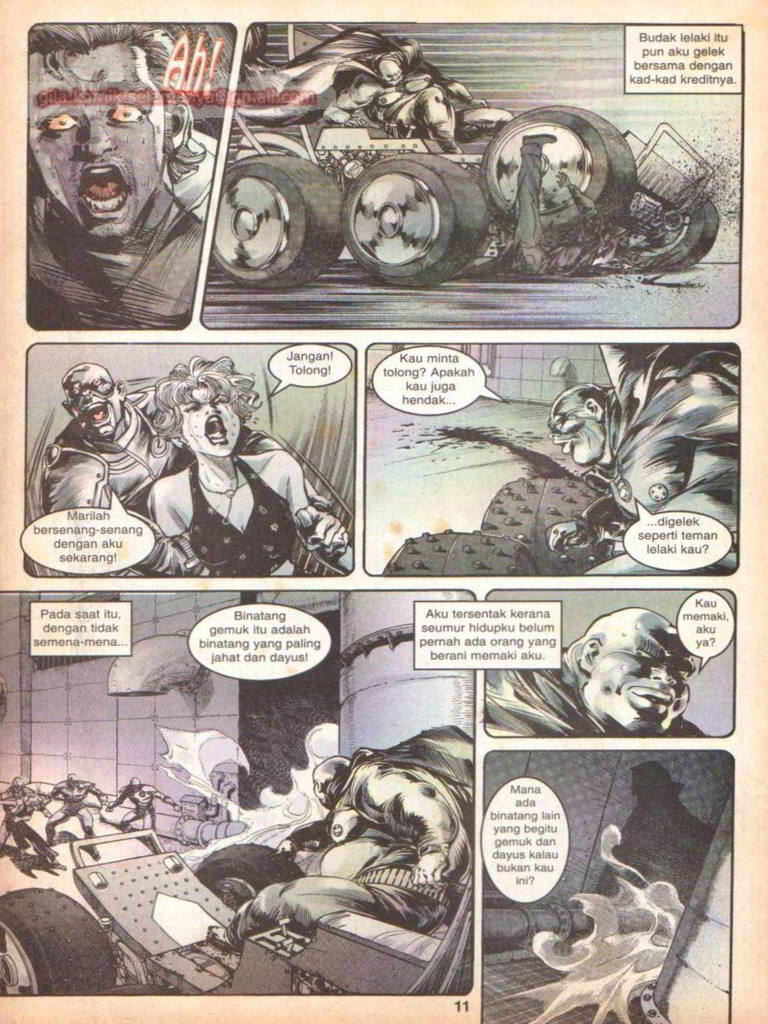 Ah!
gilakomikselamanya@gmail.com
Budak lelaki itu
pun aku gelek
bersama dengan
kad-kad kreditnya.
Jangan!
Tolong!
Marilah
bersenang-senang
dengan aku
sekarang!
Kau minta
tolong? Apakah
kau juga
hendak...
...digelek
seperti teman
lelaki kau?
Pada saat itu,
dengan tidak
semena-mena...
Binatang
gemuk itu adalah
binatang yang paling
jahat dan dayus!
Aku tersentak kerana
seumur hidupku belum
pernah ada orang yang
berani memaki aku.
Kau
memaki,
aku
ya?
Mana
ada
binatang lain
yang begitu
gemuk dan
dayus kalau
bukan kau
ini?
11